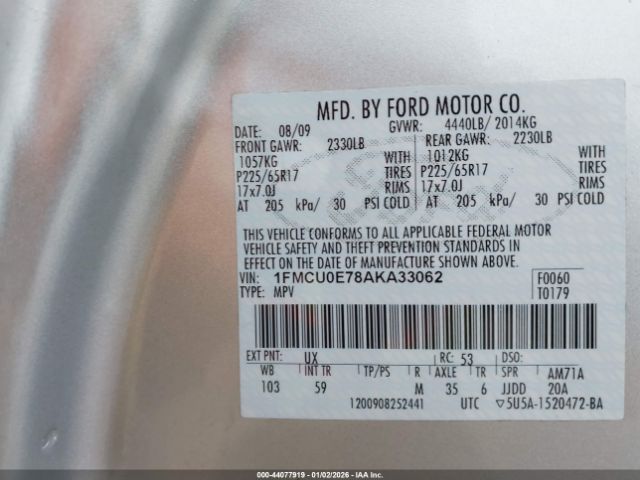 MFD. BY FORD MOTOR CO.
DATE: 08/09 GVWR: 4440LB/ 2014KG
FRONT GAWR: 2330LB REAR GAWR: 2230LB
1057KG WITH 1012KG WITH
P225/65R17 TIRES P225/65R17 TIRES
17x7.0J RIMS 17x7.0J RIMS
AT 205 kPa/ 30 PSI COLD AT 205 kPa/ 30 PSI COLD
THIS VEHICLE CONFORMS TO ALL APPLICABLE FEDERAL MOTOR
VEHICLE SAFETY AND THEFT PREVENTION STANDARDS IN
EFFECT ON THE DATE OF MANUFACTURE SHOWN ABOVE.
VIN: 1FMCU0E78AKA33062 F0060
TYPE: MPV T0179
EXT PNT: UX RC: 53 DSO:
WB INT TR TP/PS R AXLE TR SPR AM71A
103 59 M 35 6 JJDD 20A
1200908252441 UTC ▽5U5A-1520472-BA
000-44077919 - 01/02/2026 - IAAI, Inc.